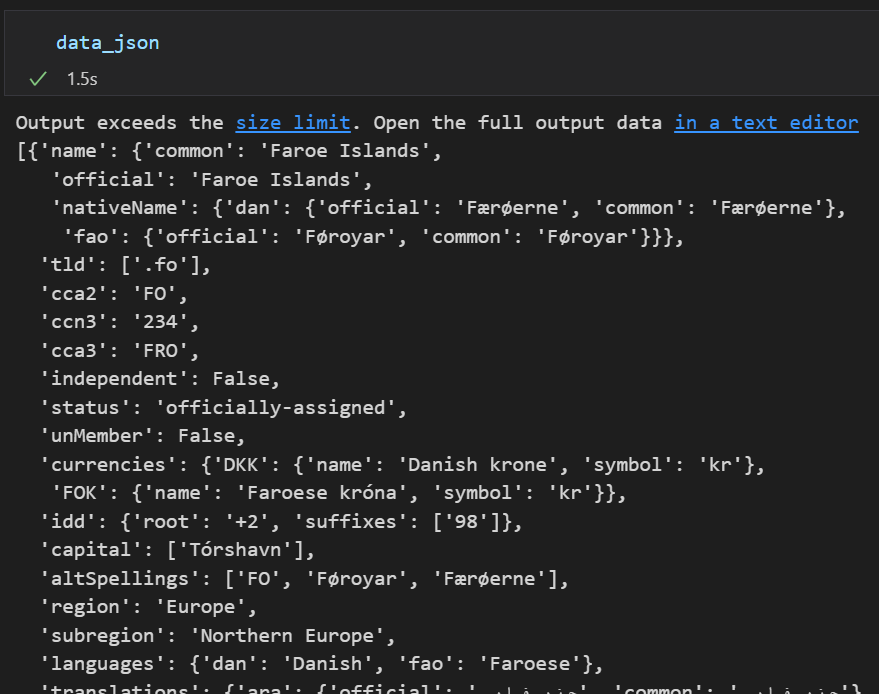 data_json
1.5s
Output exceeds the size limit. Open the full output data in a text editor
[{'name': {'common': 'Faroe Islands',
'official': 'Faroe Islands',
'nativeName': {'dan': {'official': 'Færøerne', 'common': 'Færøerne'},
'fao': {'official': 'Føroyar', 'common': 'Føroyar'}}},
'tld': ['.fo'],
'cca2': 'FO',
'ccn3': '234',
'cca3': 'FRO',
'independent': False,
'status': 'officially-assigned',
'unMember': False,
'currencies': {'DKK': {'name': 'Danish krone', 'symbol': 'kr'},
'FOK': {'name': 'Faroese króna', 'symbol': 'kr'}},
'idd': {'root': '+2', 'suffixes': ['98']},
'capital': ['Tórshavn'],
'altSpellings': ['FO', 'Føroyar', 'Færøerne'],
'region': 'Europe',
'subregion': 'Northern Europe',
'languages': {'dan': 'Danish', 'fao': 'Faroese'},
'translations': {'ara': {'official': 'common':